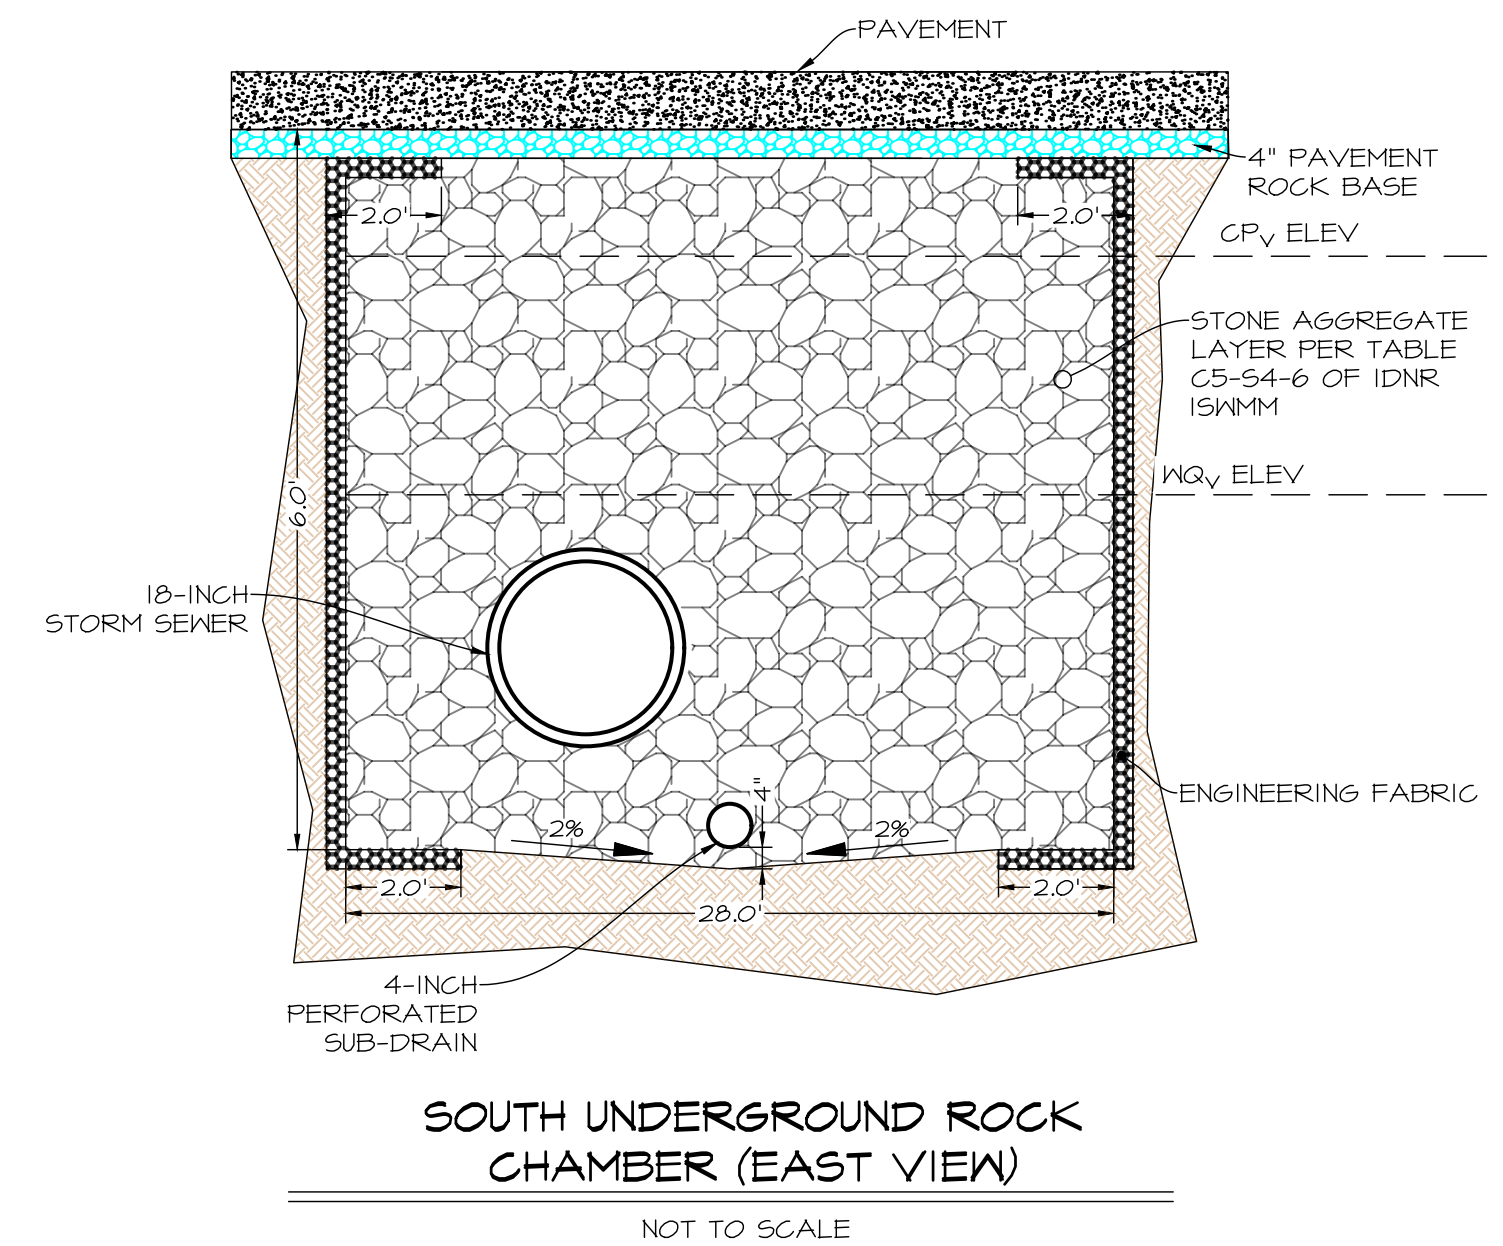 PAVEMENT
4" PAVEMENT
ROCK BASE
2.0'
2.0'
CPV ELEV
STONE AGGREGATE
LAYER PER TABLE
C5-S4-6 OF IDNR
ISWMM
WQV ELEV
6.0'
18-INCH
STORM SEWER
4"
ENGINEERING FABRIC
2%
2%
2.0'
2.0'
28.0'
4-INCH
PERFORATED
SUB-DRAIN
SOUTH UNDERGROUND ROCK
CHAMBER (EAST VIEW)
NOT TO SCALE